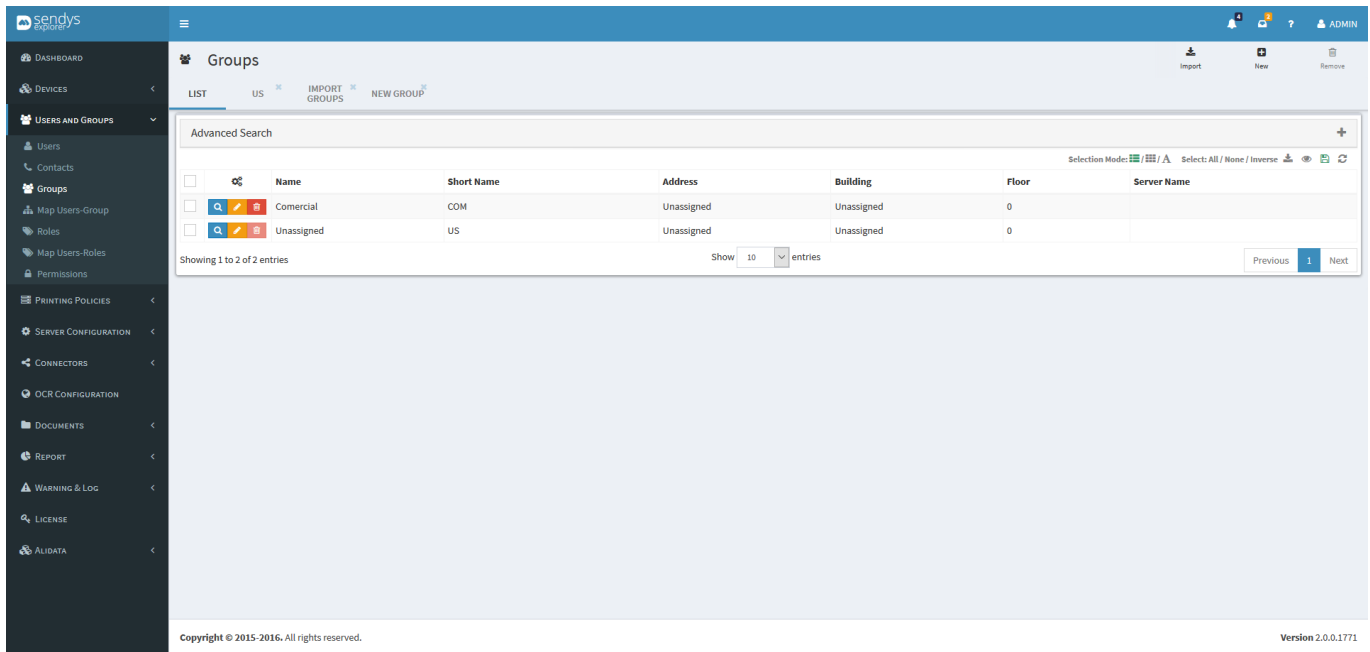 sendys
explorer
4
2
?
ADMIN
DASHBOARD
DEVICES
USERS AND GROUPS
Users
Contacts
Groups
Map Users-Group
Roles
Map Users-Roles
Permissions
PRINTING POLICIES
SERVER CONFIGURATION
CONNECTORS
OCR CONFIGURATION
DOCUMENTS
REPORT
WARNING & LOG
LICENSE
ALIDATA
Groups
Import
New
Remove
LIST
US
IMPORT
GROUPS
NEW GROUP
Advanced Search
Selection Mode: / / A Select: All / None / Inverse
Name Short Name Address Building Floor Server Name
Comercial COM Unassigned Unassigned 0
Unassigned US Unassigned Unassigned 0
Showing 1 to 2 of 2 entries
Show 10 entries
Previous 1 Next
Copyright © 2015-2016. All rights reserved.
Version 2.0.0.1771